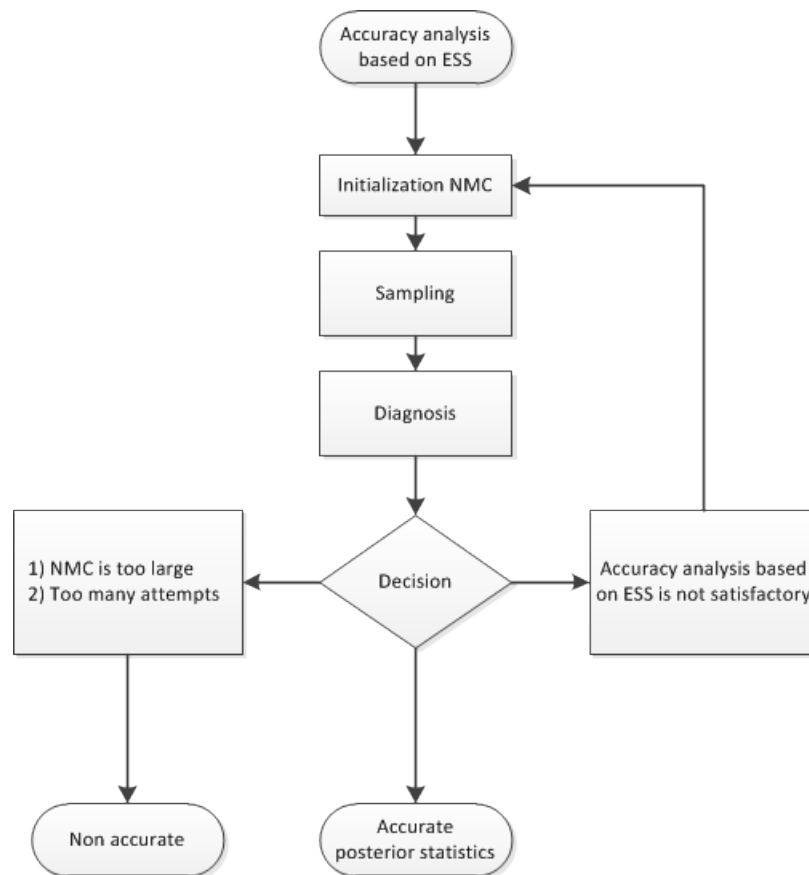 Accuracy analysis
based on ESS
Initialization NMC
Sampling
Diagnosis
1) NMC is too large
2) Too many attempts
Decision
Accuracy analysis based
on ESS is not satisfactory
Non accurate
Accurate
posterior statistics